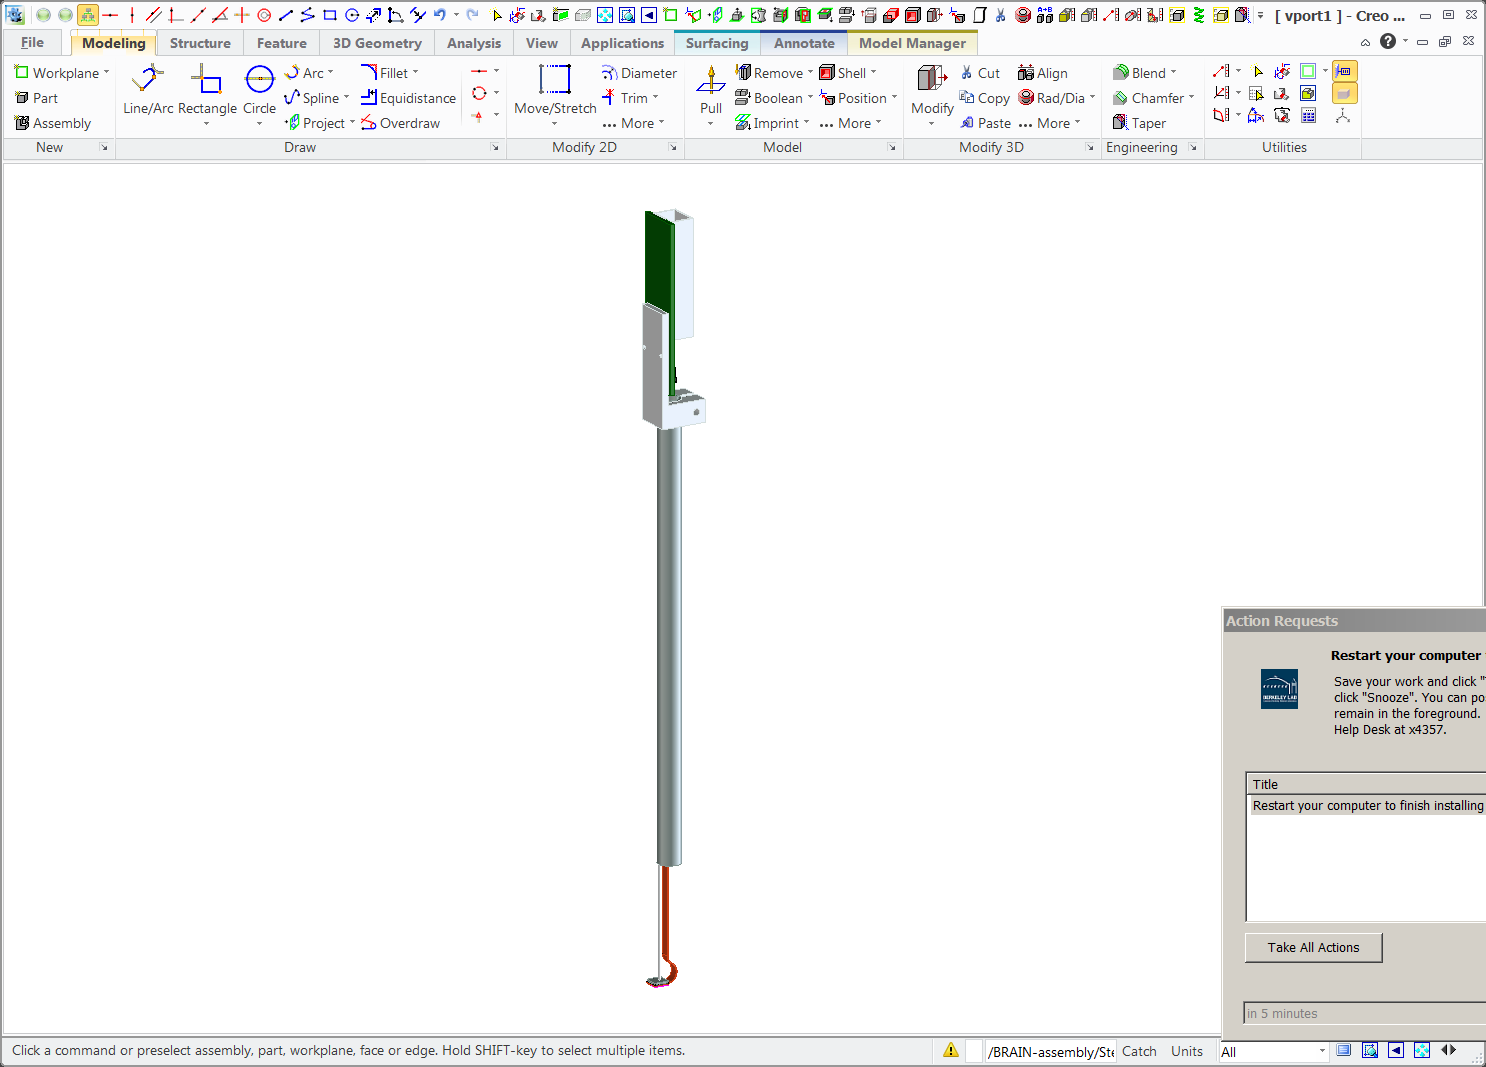 [ vport1 ] - Creo ...
File Modeling Structure Feature 3D Geometry Analysis View Applications Surfacing Annotate Model Manager
Workplane Line/Arc Rectangle Circle Arc Fillet Move/Stretch Diameter Pull Remove Shell Modify Cut Align Blend
Part Spline Equidistance Trim Boolean Position Copy Rad/Dia Chamfer
Assembly Project Overdraw ... More Imprint ... More Paste ... More Taper
New Draw Modify 2D Model Modify 3D Engineering Utilities
Action Requests
Restart your computer
Save your work and click "
click "Snooze". You can po
remain in the foreground.
Help Desk at x4357.
BERKELEY LAB
Title
Restart your computer to finish installing
Take All Actions
in 5 minutes
Click a command or preselect assembly, part, workplane, face or edge. Hold SHIFT-key to select multiple items.
/BRAIN-assembly/Ste Catch Units All